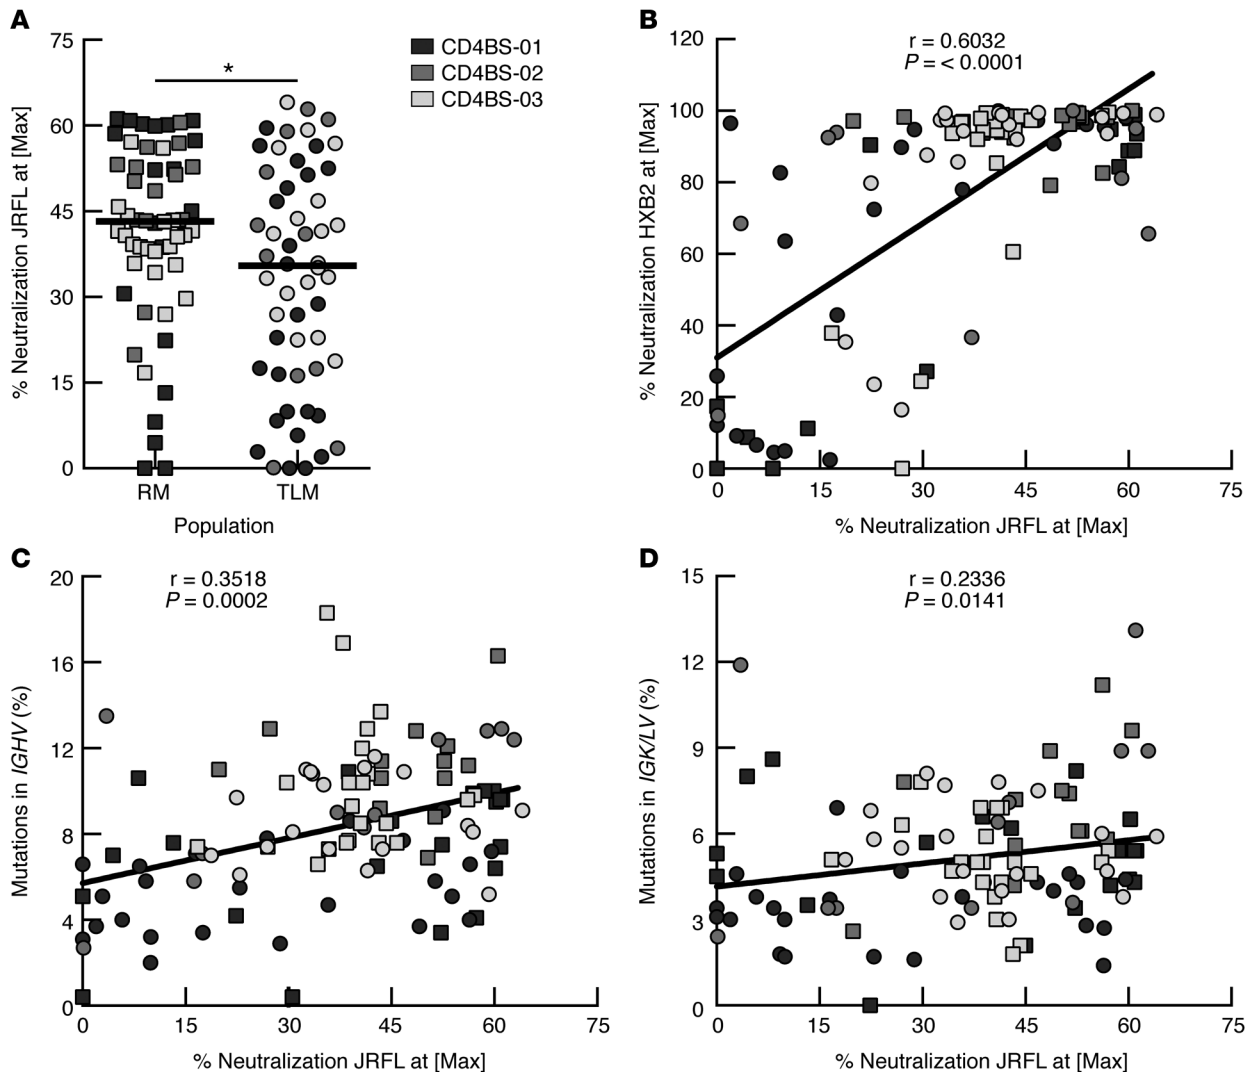 A
75
60
45
30
15
0
% Neutralization JRFL at [Max]
*
CD4BS-01
CD4BS-02
CD4BS-03
RM
TLM
Population
B
120
100
80
60
40
20
0
% Neutralization HXB2 at [Max]
r = 0.6032
P = < 0.0001
0
15
30
45
60
75
% Neutralization JRFL at [Max]
C
20
16
12
8
4
0
Mutations in IGHV (%)
r = 0.3518
P = 0.0002
0
15
30
45
60
75
% Neutralization JRFL at [Max]
D
15
12
9
6
3
0
Mutations in IGK/LV (%)
r = 0.2336
P = 0.0141
0
15
30
45
60
75
% Neutralization JRFL at [Max]